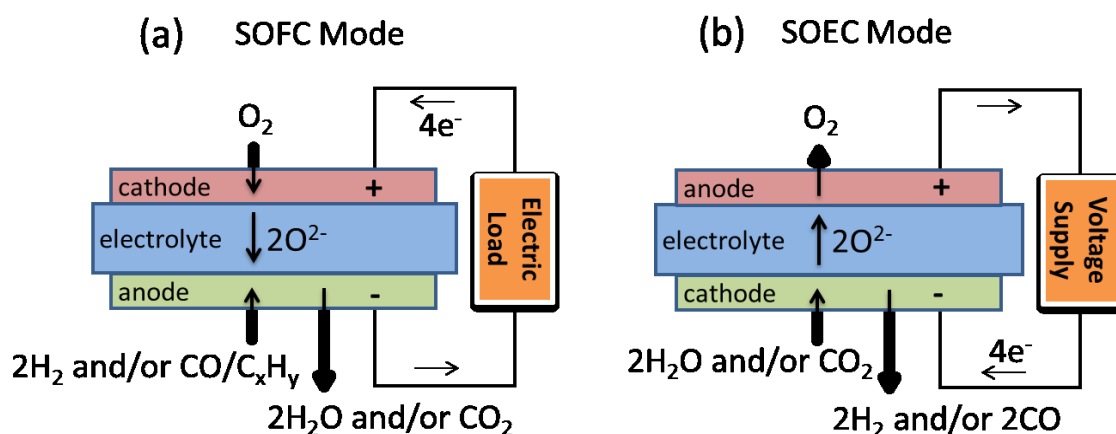 (a) SOFC Mode
O₂
4e⁻
cathode +
electrolyte 2O²⁻
anode -
Electric
Load
2H₂ and/or CO/CₓHᵧ
2H₂O and/or CO₂
(b) SOEC Mode
O₂
anode +
electrolyte 2O²⁻
cathode -
Voltage
Supply
4e⁻
2H₂O and/or CO₂
2H₂ and/or 2CO